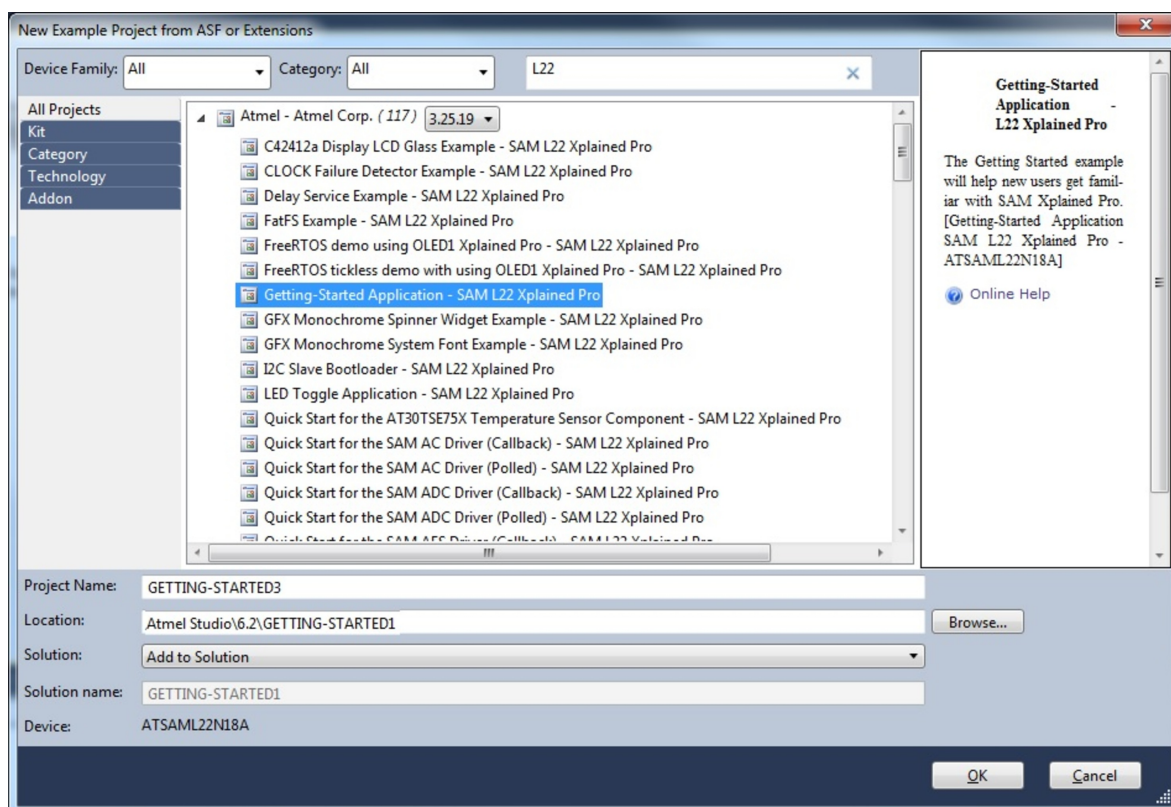 New Example Project from ASF or Extensions
Device Family: All Category: All L22
All Projects
Kit
Category
Technology
Addon
Atmel - Atmel Corp. (117) 3.25.19
C42412a Display LCD Glass Example - SAM L22 Xplained Pro
CLOCK Failure Detector Example - SAM L22 Xplained Pro
Delay Service Example - SAM L22 Xplained Pro
FatFS Example - SAM L22 Xplained Pro
FreeRTOS demo using OLED1 Xplained Pro - SAM L22 Xplained Pro
FreeRTOS tickless demo with using OLED1 Xplained Pro - SAM L22 Xplained Pro
Getting-Started Application - SAM L22 Xplained Pro
GFX Monochrome Spinner Widget Example - SAM L22 Xplained Pro
GFX Monochrome System Font Example - SAM L22 Xplained Pro
I2C Slave Bootloader - SAM L22 Xplained Pro
LED Toggle Application - SAM L22 Xplained Pro
Quick Start for the AT30TSE75X Temperature Sensor Component - SAM L22 Xplained Pro
Quick Start for the SAM AC Driver (Callback) - SAM L22 Xplained Pro
Quick Start for the SAM AC Driver (Polled) - SAM L22 Xplained Pro
Quick Start for the SAM ADC Driver (Callback) - SAM L22 Xplained Pro
Quick Start for the SAM ADC Driver (Polled) - SAM L22 Xplained Pro
Getting-Started
Application -
L22 Xplained Pro
The Getting Started example
will help new users get famil-
iar with SAM Xplained Pro.
[Getting-Started Application
SAM L22 Xplained Pro -
ATSAML22N18A]
Online Help
Project Name: GETTING-STARTED3
Location: Atmel Studio\6.2\GETTING-STARTED1 Browse...
Solution: Add to Solution
Solution name: GETTING-STARTED1
Device: ATSAML22N18A
OK Cancel